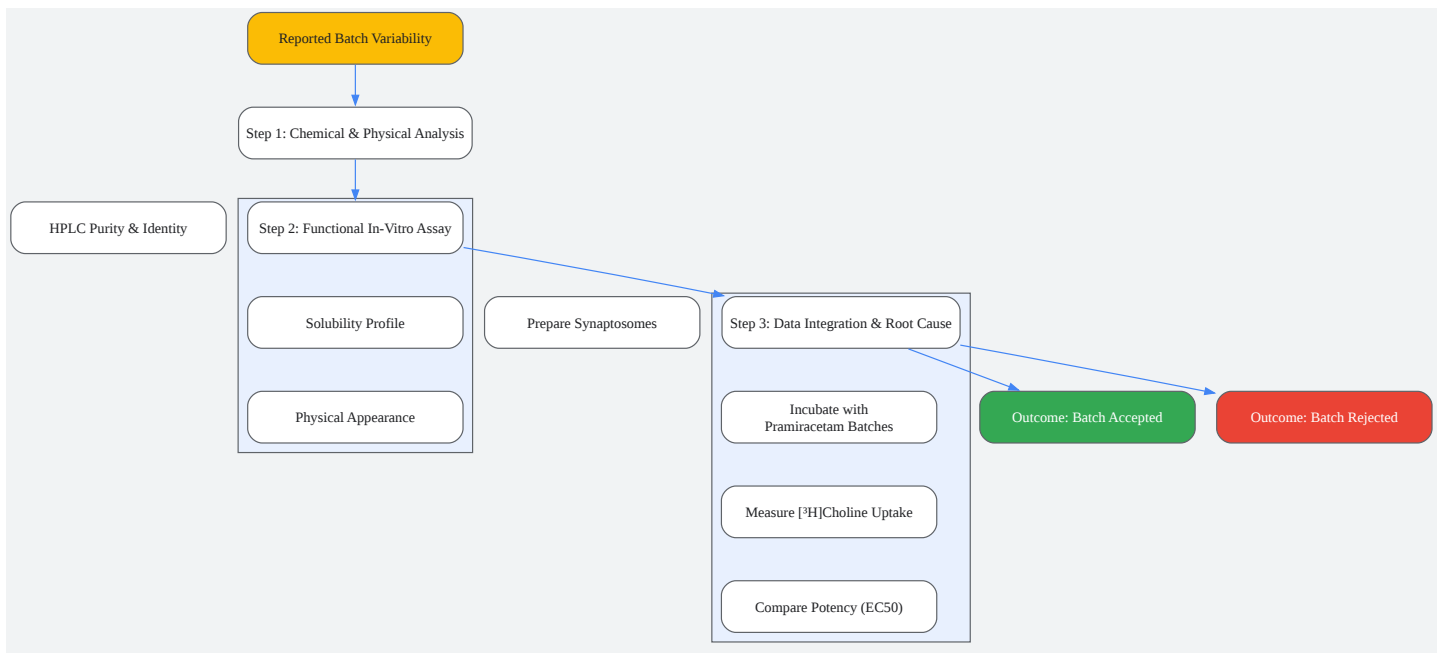 Reported Batch Variability
Step 1: Chemical & Physical Analysis
HPLC Purity & Identity
Step 2: Functional In-Vitro Assay
Solubility Profile
Prepare Synaptosomes
Step 3: Data Integration & Root Cause
Physical Appearance
Incubate with
Pramiracetam Batches
Outcome: Batch Accepted
Outcome: Batch Rejected
Measure [³H]Choline Uptake
Compare Potency (EC50)